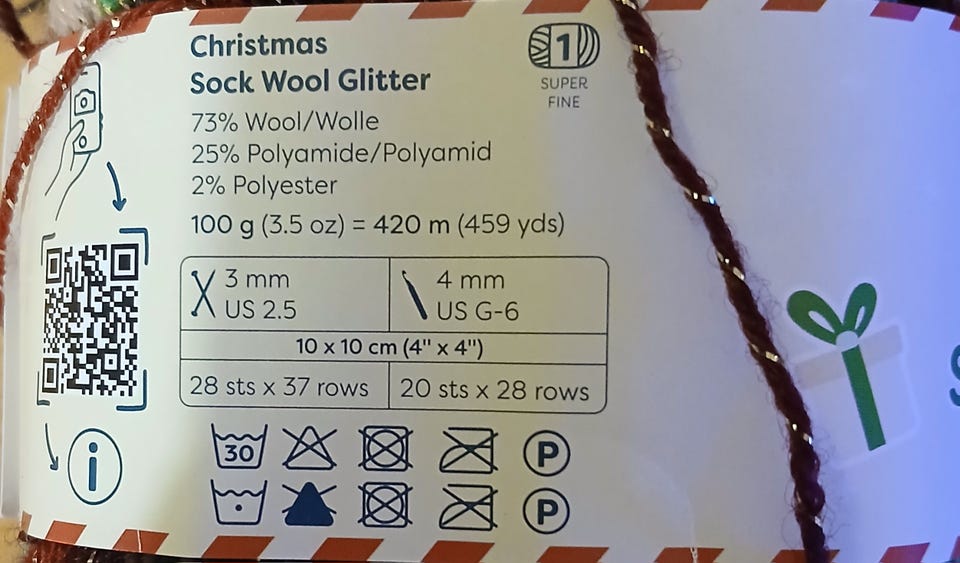 Christmas
Sock Wool Glitter
1
SUPER
FINE
73% Wool/Wolle
25% Polyamide/Polyamid
2% Polyester
100 g (3.5 oz) = 420 m (459 yds)
3 mm
US 2.5
4 mm
US G-6
10 x 10 cm (4" x 4")
28 sts x 37 rows
20 sts x 28 rows
30
P
P
i